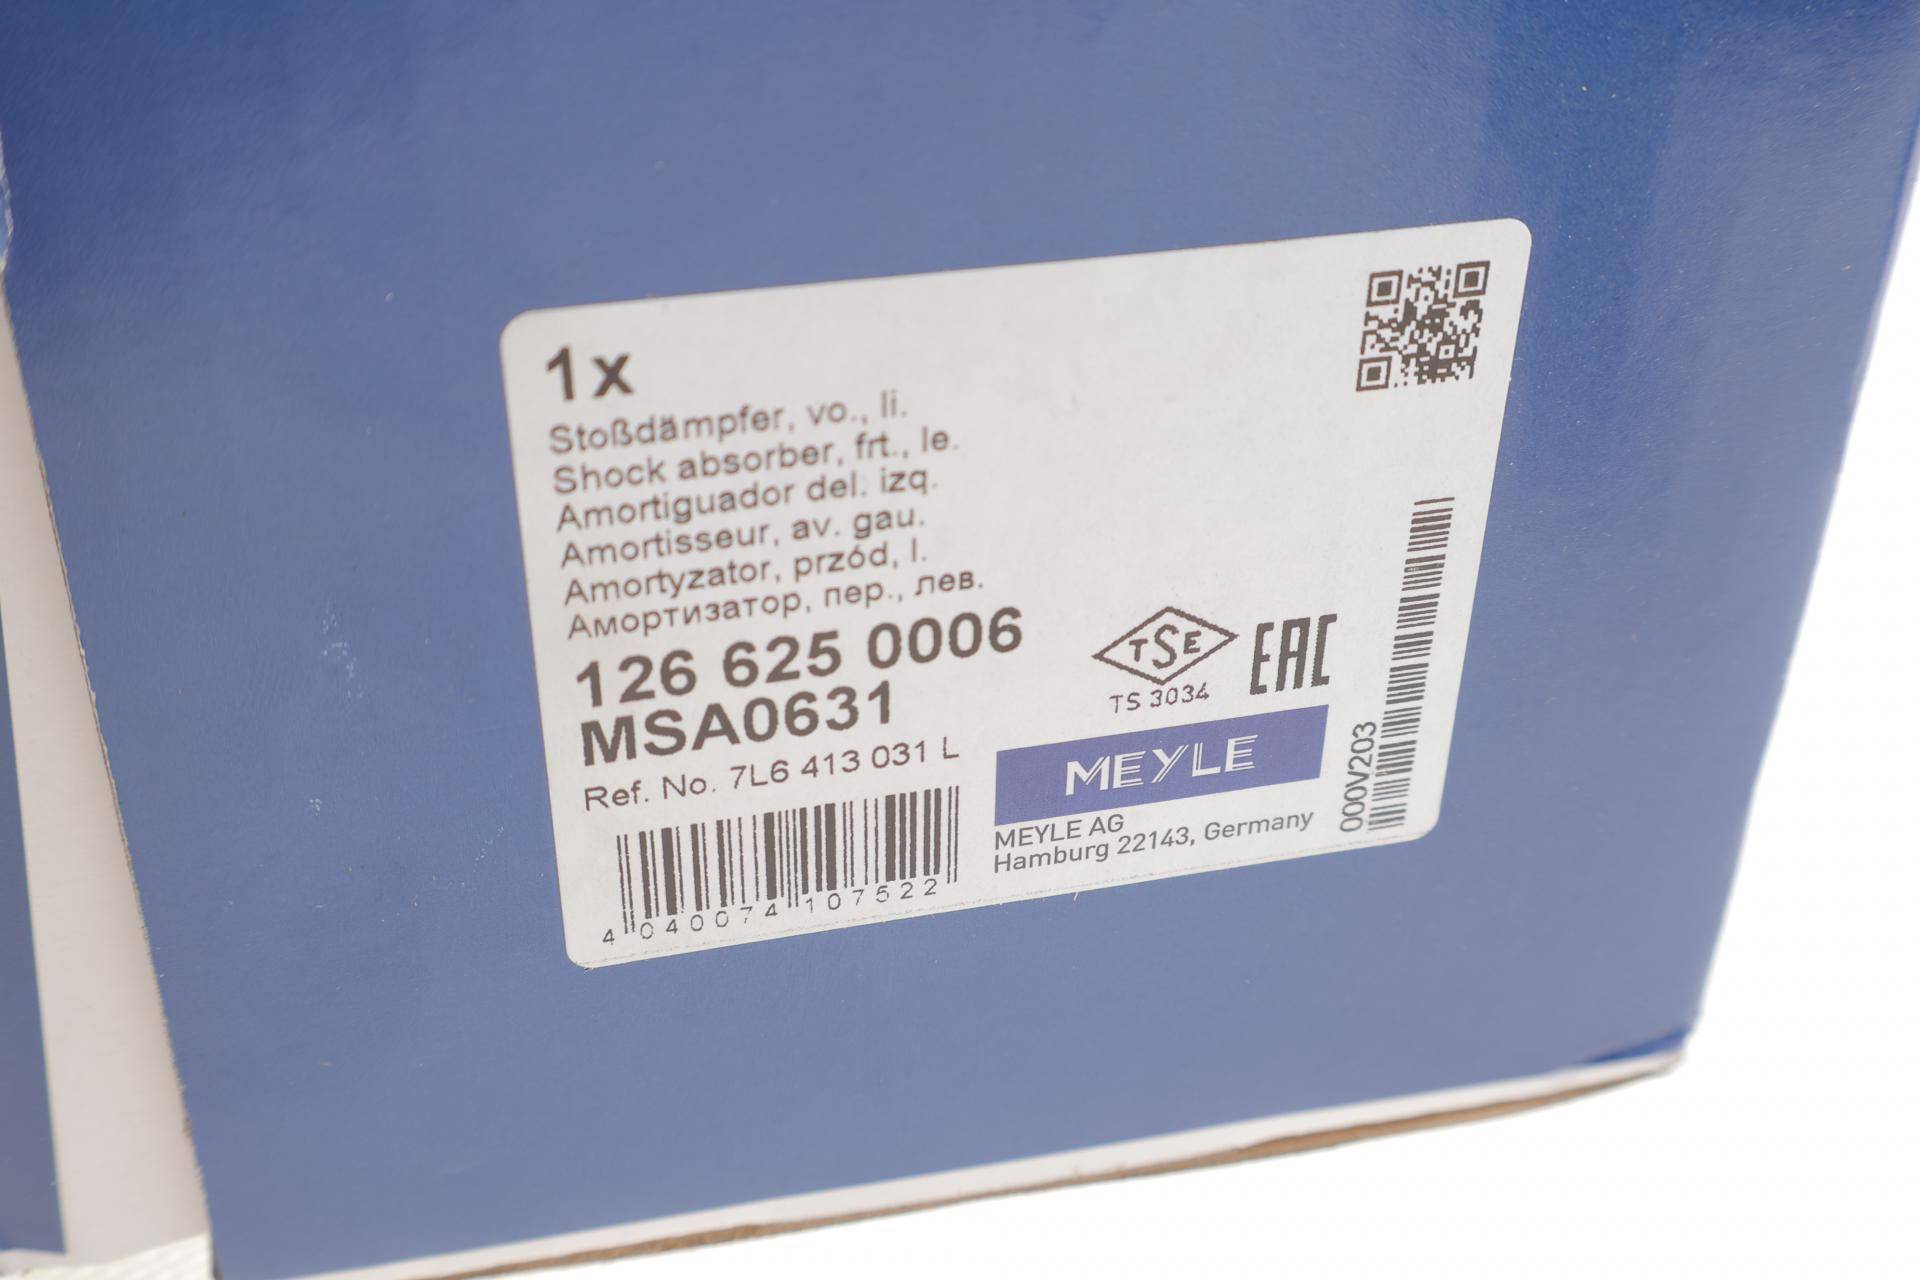 1x
Stoßdämpfer, vo., li.
Shock absorber, frt., le.
Amortiguador del. izq.
Amortisseur, av. gau.
Amortyzator, przód, l.
Амортизатор, пер., лев.
126 625 0006
MSA0631
Ref. No. 7L6 413 031 L
4 040074 107522
TSE
TS 3034
EAC
MEYLE
MEYLE AG
Hamburg 22143, Germany
000V203